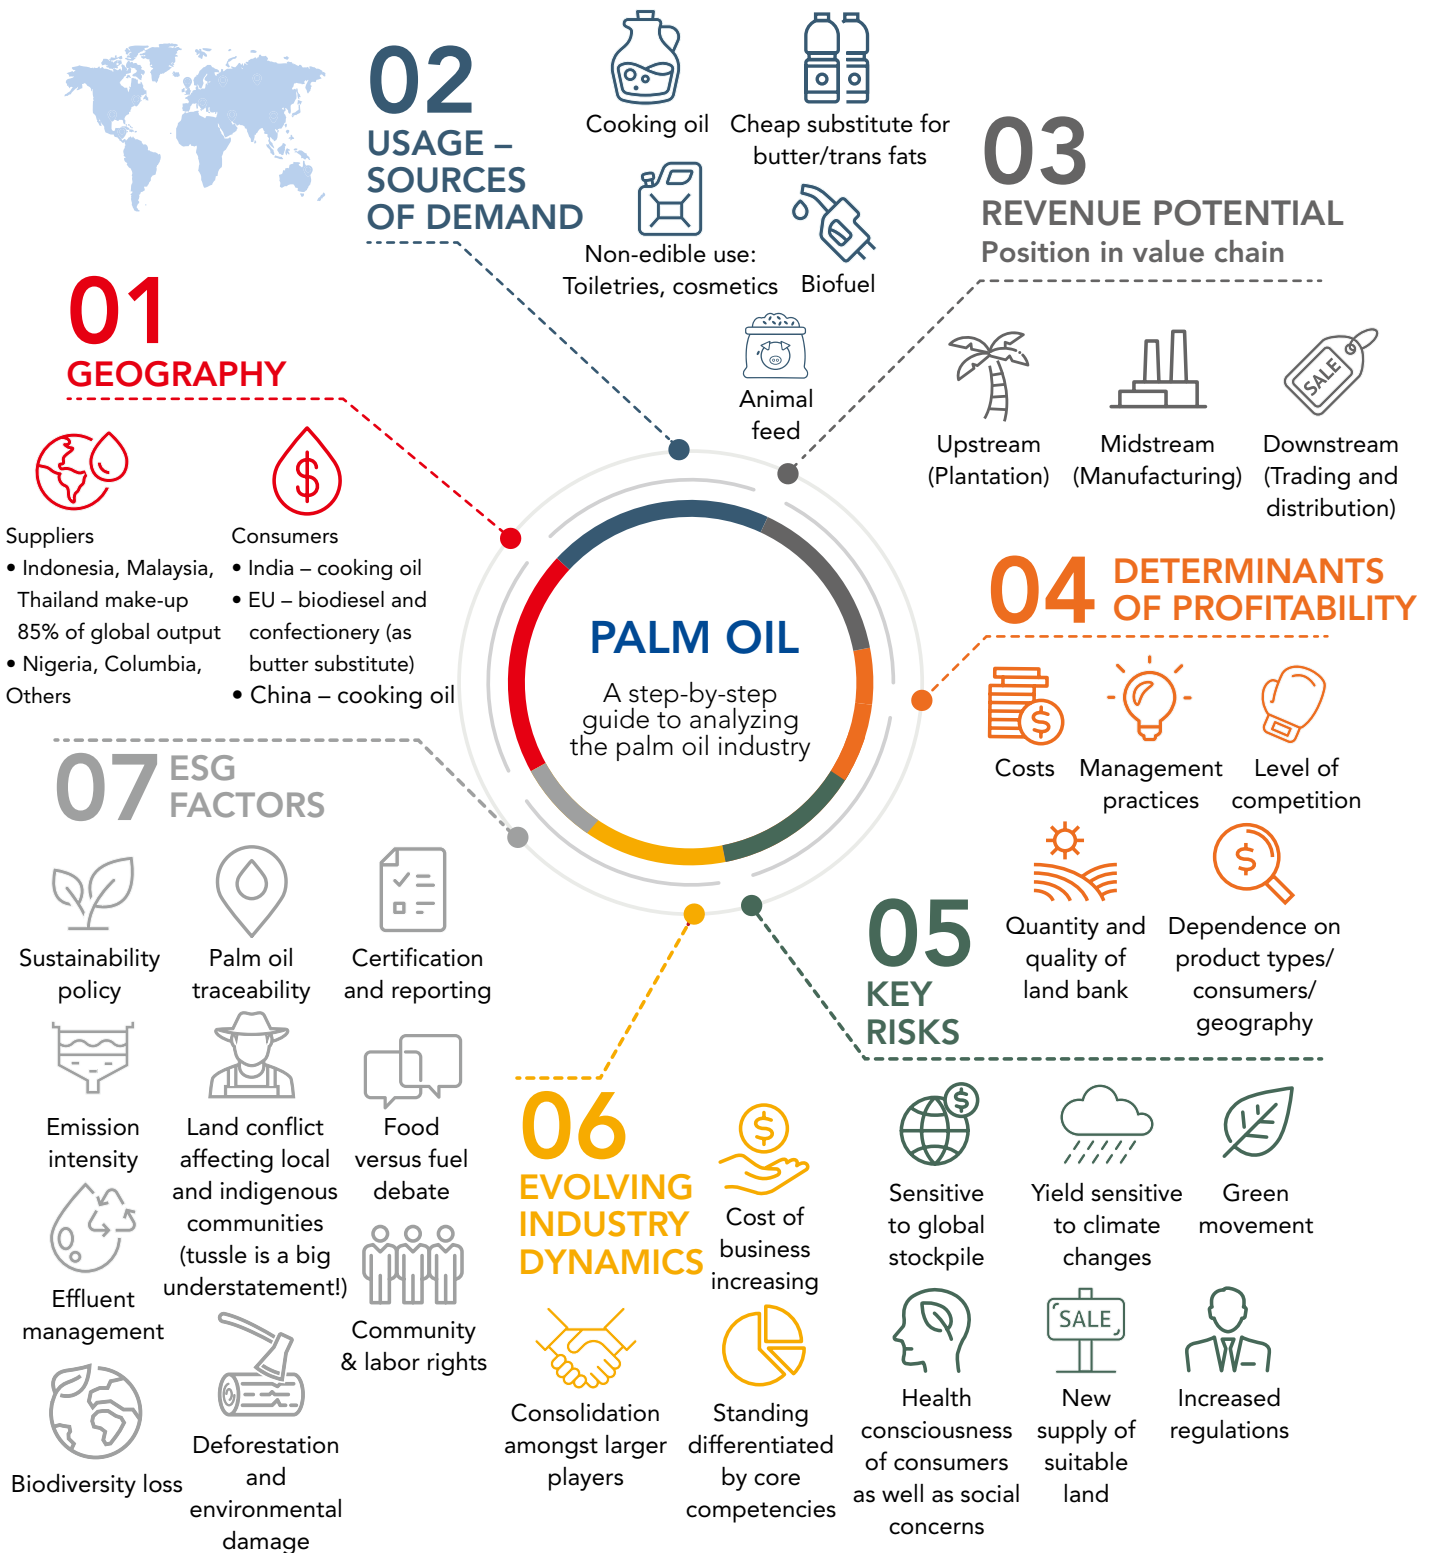 PALM OIL
A step-by-step
guide to analyzing
the palm oil industry
01
GEOGRAPHY
Suppliers
• Indonesia, Malaysia,
Thailand make-up
85% of global output
• Nigeria, Columbia,
Others
Consumers
• India – cooking oil
• EU – biodiesel and
confectionery (as
butter substitute)
• China – cooking oil
02
USAGE –
SOURCES
OF DEMAND
Cooking oil
Cheap substitute for
butter/trans fats
Non-edible use:
Toiletries, cosmetics
Biofuel
Animal
feed
03
REVENUE POTENTIAL
Position in value chain
Upstream
(Plantation)
Midstream
(Manufacturing)
SALE
Downstream
(Trading and
distribution)
04
DETERMINANTS
OF PROFITABILITY
$
Costs
Management
practices
Level of
competition
Quantity and
quality of
land bank
$
Dependence on
product types/
consumers/
geography
05
KEY
RISKS
$
Sensitive
to global
stockpile
Yield sensitive
to climate
changes
Green
movement
Health
consciousness
of consumers
as well as social
concerns
SALE
New
supply of
suitable
land
Increased
regulations
06
EVOLVING
INDUSTRY
DYNAMICS
$
Cost of
business
increasing
Consolidation
amongst larger
players
Standing
differentiated
by core
competencies
07
ESG
FACTORS
Sustainability
policy
Palm oil
traceability
Certification
and reporting
Emission
intensity
Land conflict
affecting local
and indigenous
communities
(tussle is a big
understatement!)
Food
versus fuel
debate
Effluent
management
Community
& labor rights
Biodiversity loss
Deforestation
and
environmental
damage
$